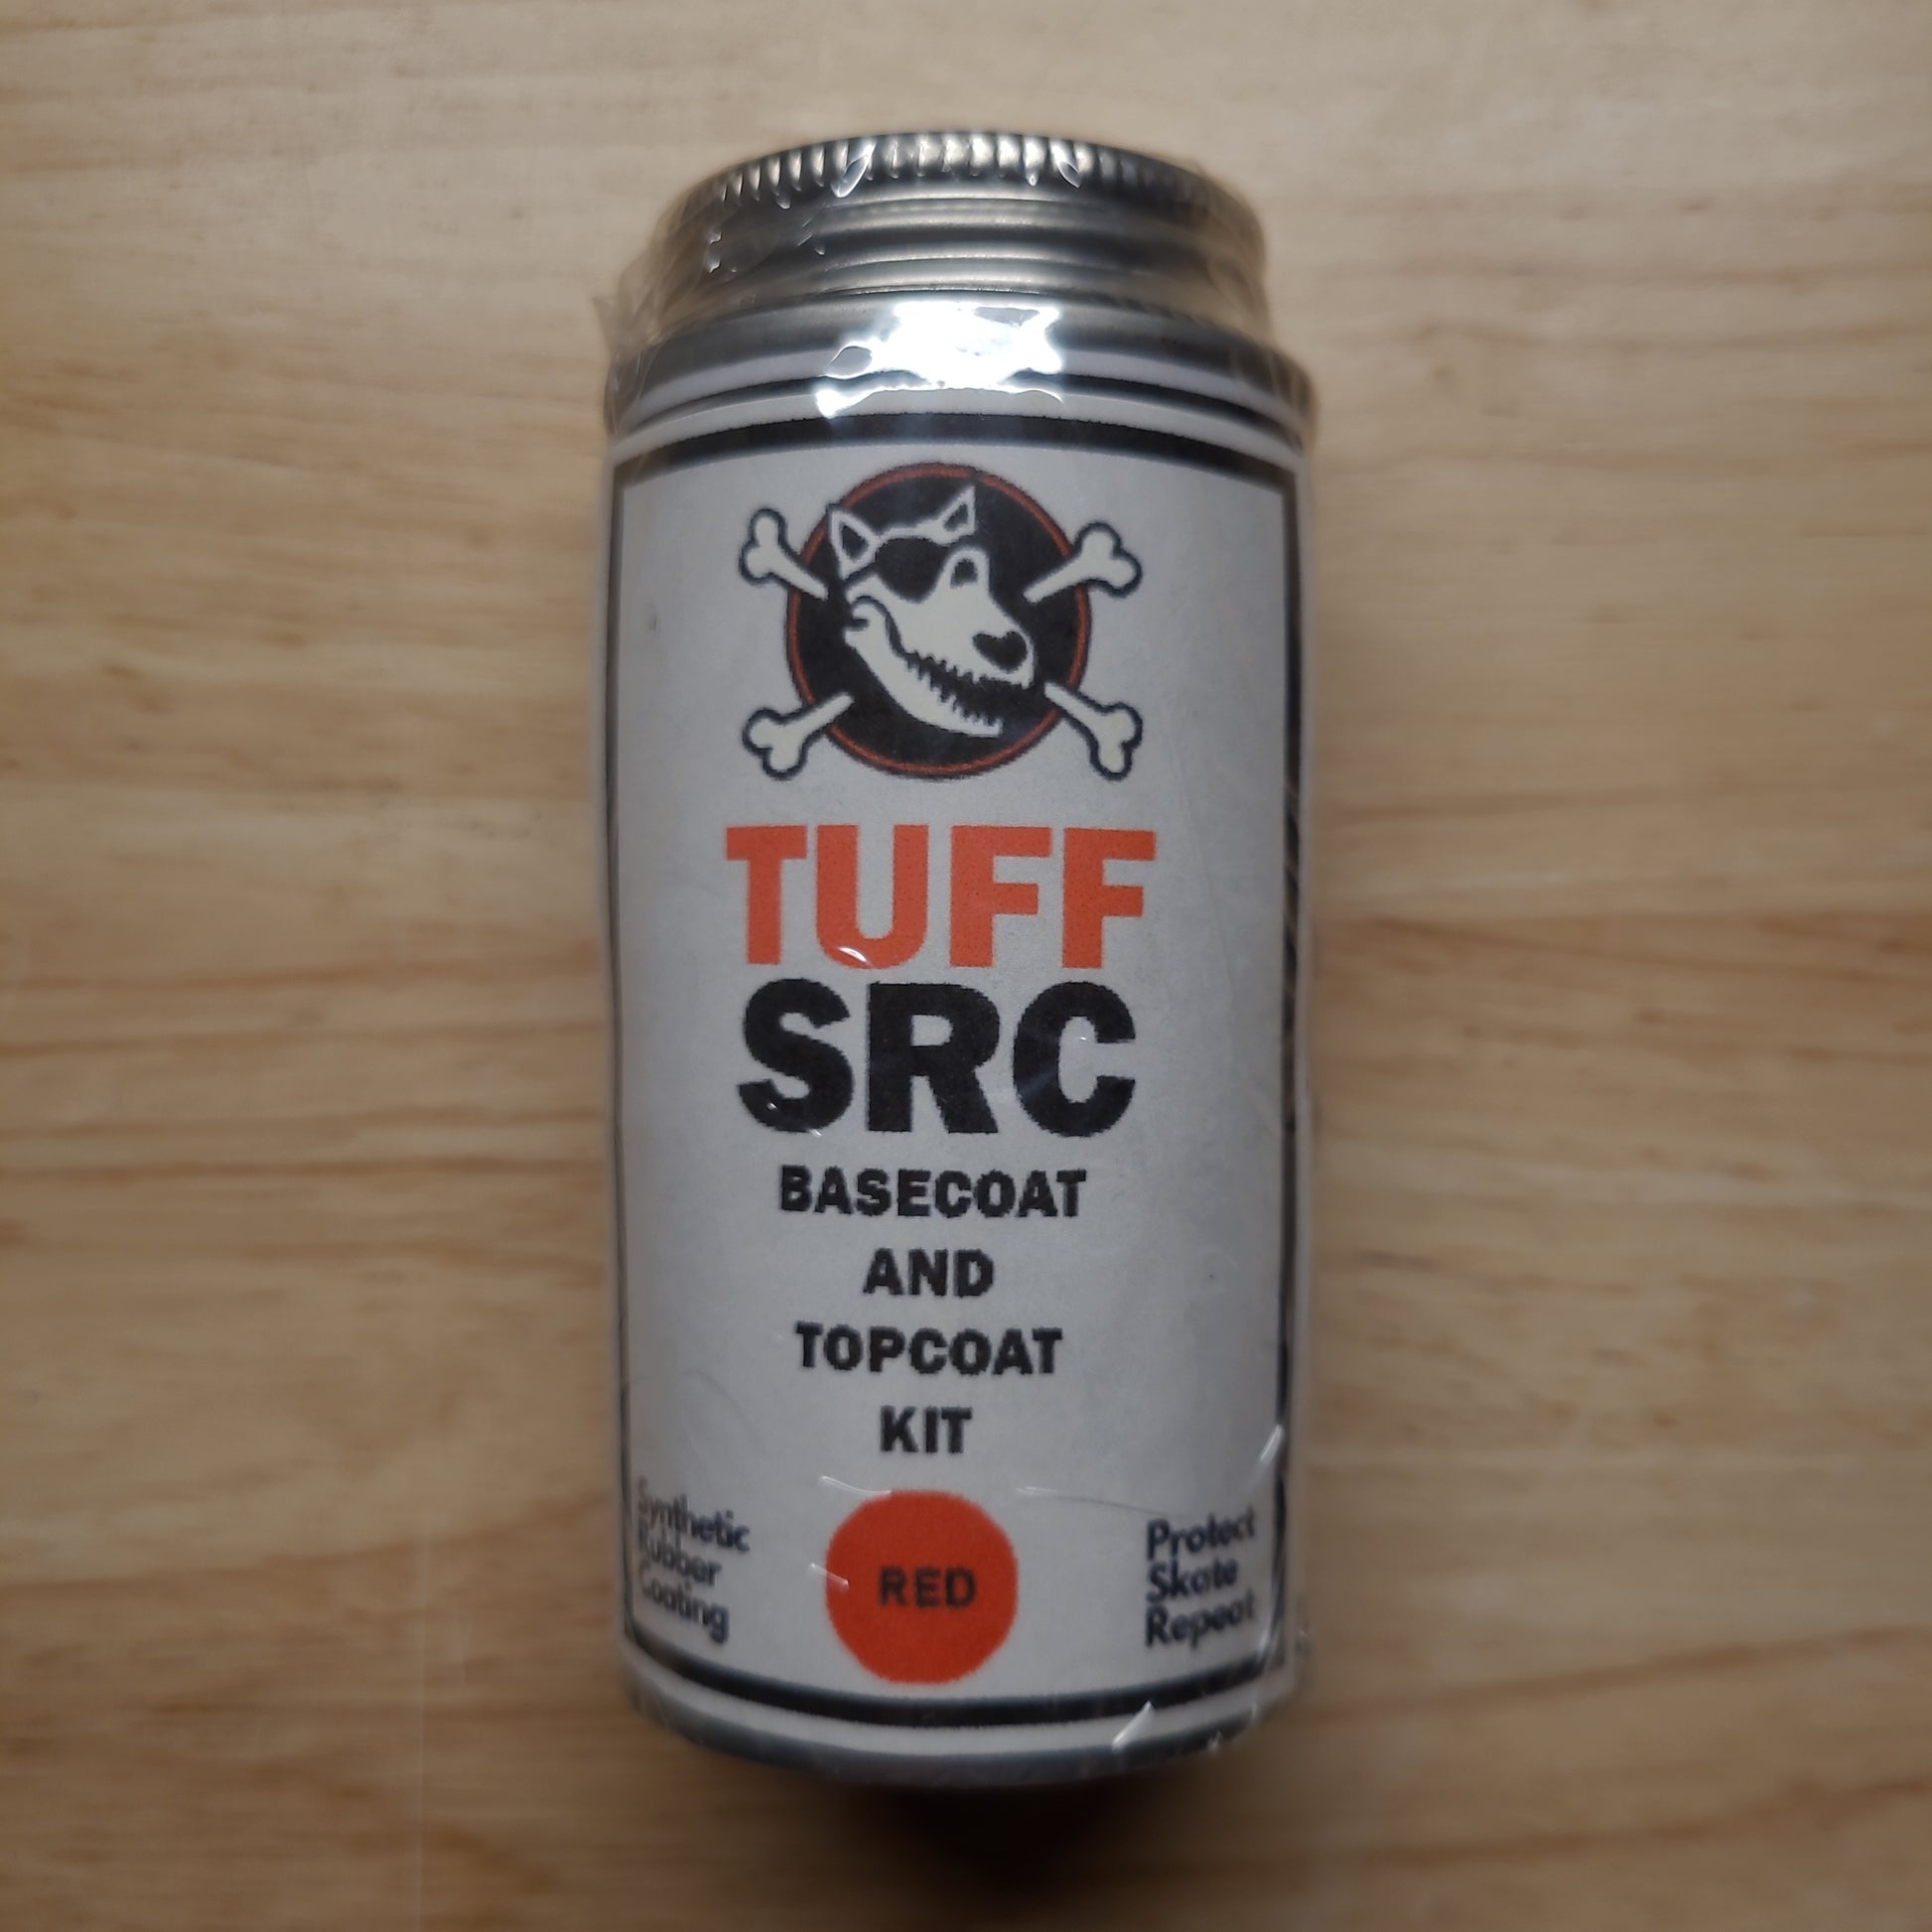 TUFF
SRC
BASECOAT
AND
TOPCOAT
KIT
Synthetic
Rubber
Coating
RED
Protect
Skate
Repeat